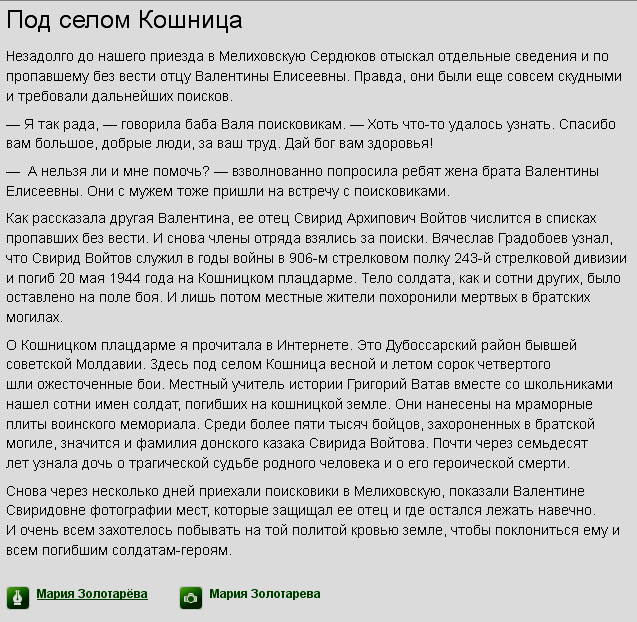 Под селом Кошница
Незадолго до нашего приезда в Мелиховскую Сердюков отыскал отдельные сведения и по
пропавшему без вести отцу Валентины Елисеевны. Правда, они были еще совсем скудными
и требовали дальнейших поисков.
— Я так рада, — говорила баба Валя поисковикам. — Хоть что-то удалось узнать. Спасибо
вам большое, добрые люди, за ваш труд. Дай бог вам здоровья!
— А нельзя ли и мне помочь? — взволнованно попросила ребят жена брата Валентины
Елисеевны. Они с мужем тоже пришли на встречу с поисковиками.
Как рассказала другая Валентина, ее отец Свирид Архипович Войтов числится в списках
пропавших без вести. И снова члены отряда взялись за поиски. Вячеслав Градобоев узнал,
что Свирид Войтов служил в годы войны в 906-м стрелковом полку 243-й стрелковой дивизии
и погиб 20 мая 1944 года на Кошницком плацдарме. Тело солдата, как и сотни других, было
оставлено на поле боя. И лишь потом местные жители похоронили мертвых в братских
могилах.
О Кошницком плацдарме я прочитала в Интернете. Это Дубоссарский район бывшей
советской Молдавии. Здесь под селом Кошница весной и летом сорок четвертого
шли ожесточенные бои. Местный учитель истории Григорий Ватав вместе со школьниками
нашел сотни имен солдат, погибших на кошницкой земле. Они нанесены на мраморные
плиты воинского мемориала. Среди более пяти тысяч бойцов, захороненных в братской
могиле, значится и фамилия донского казака Свирида Войтова. Почти через семьдесят
лет узнала дочь о трагической судьбе родного человека и о его героической смерти.
Снова через несколько дней приехали поисковики в Мелиховскую, показали Валентине
Свиридовне фотографии мест, которые защищал ее отец и где остался лежать навечно.
И очень всем захотелось побывать на той политой кровью земле, чтобы поклониться ему и
всем погибшим солдатам-героям.
Мария Золотарёва Мария Золотарева